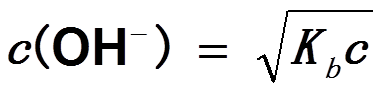 c(OH⁻) = √(K_b c)